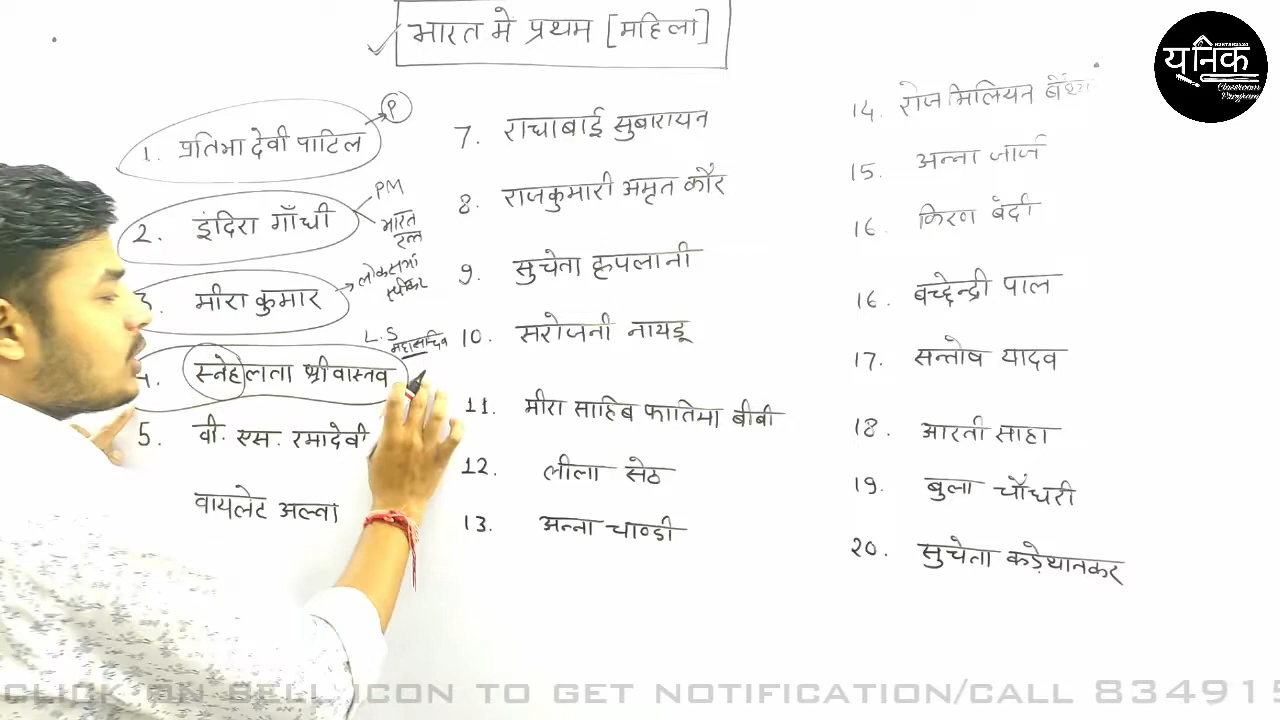 भारत में प्रथम [महिला]
1. प्रतिभा देवी पाटिल
P
2. इंदिरा गाँधी
PM
भारत रत्न
3 मीरा कुमार
लोकसभा स्पीकर
4. स्नेहलता श्रीवास्तव
L.S महासचिव
5. वी. एस. रमादेवी
वायलेट अल्वा
7. राधाबाई सुबारायन
8. राजकुमारी अमृत कौर
9. सुचेता कृपलानी
10. सरोजनी नायडू
11. मीरा साहिब फातिमा बीबी
12. लीला सेठ
13. अन्ना चाण्डी
14. रोज मिलियन
15. अन्ना जार्ज
16. किरण बेदी
16. बच्छेन्द्री पाल
17. सन्तोष यादव
18. आरती साहा
19. बुला चौधरी
20. सुचेता कड़ेथानकर
यूनिक
Classroom
Program
CLICK ON BELL ICON TO GET NOTIFICATION/CALL 834915